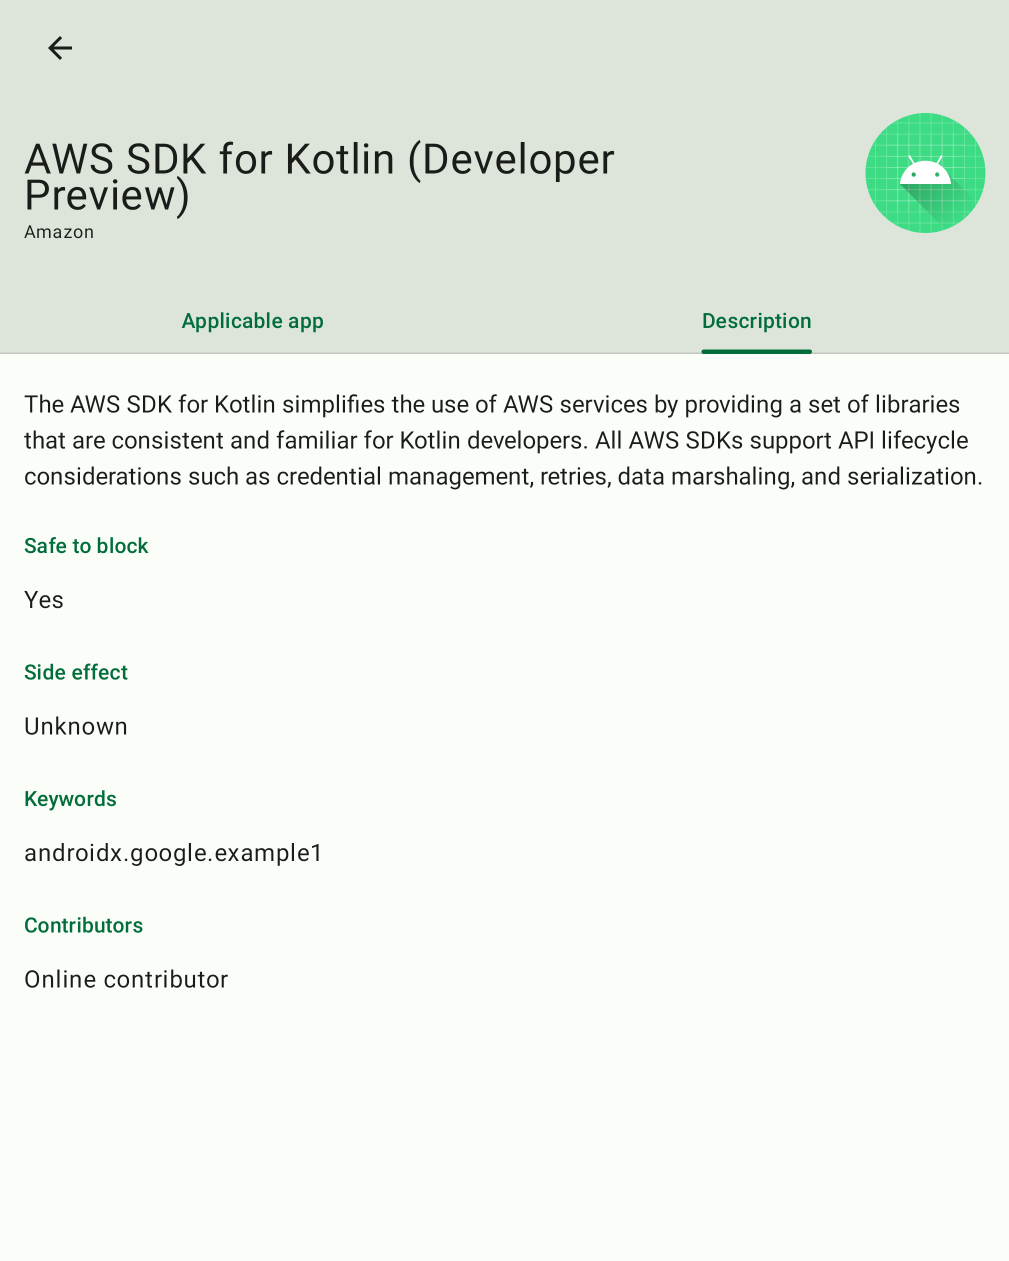 AWS SDK for Kotlin (Developer
Preview)
Amazon
Applicable app
Description
The AWS SDK for Kotlin simplifies the use of AWS services by providing a set of libraries
that are consistent and familiar for Kotlin developers. All AWS SDKs support API lifecycle
considerations such as credential management, retries, data marshaling, and serialization.
Safe to block
Yes
Side effect
Unknown
Keywords
androidx.google.example1
Contributors
Online contributor